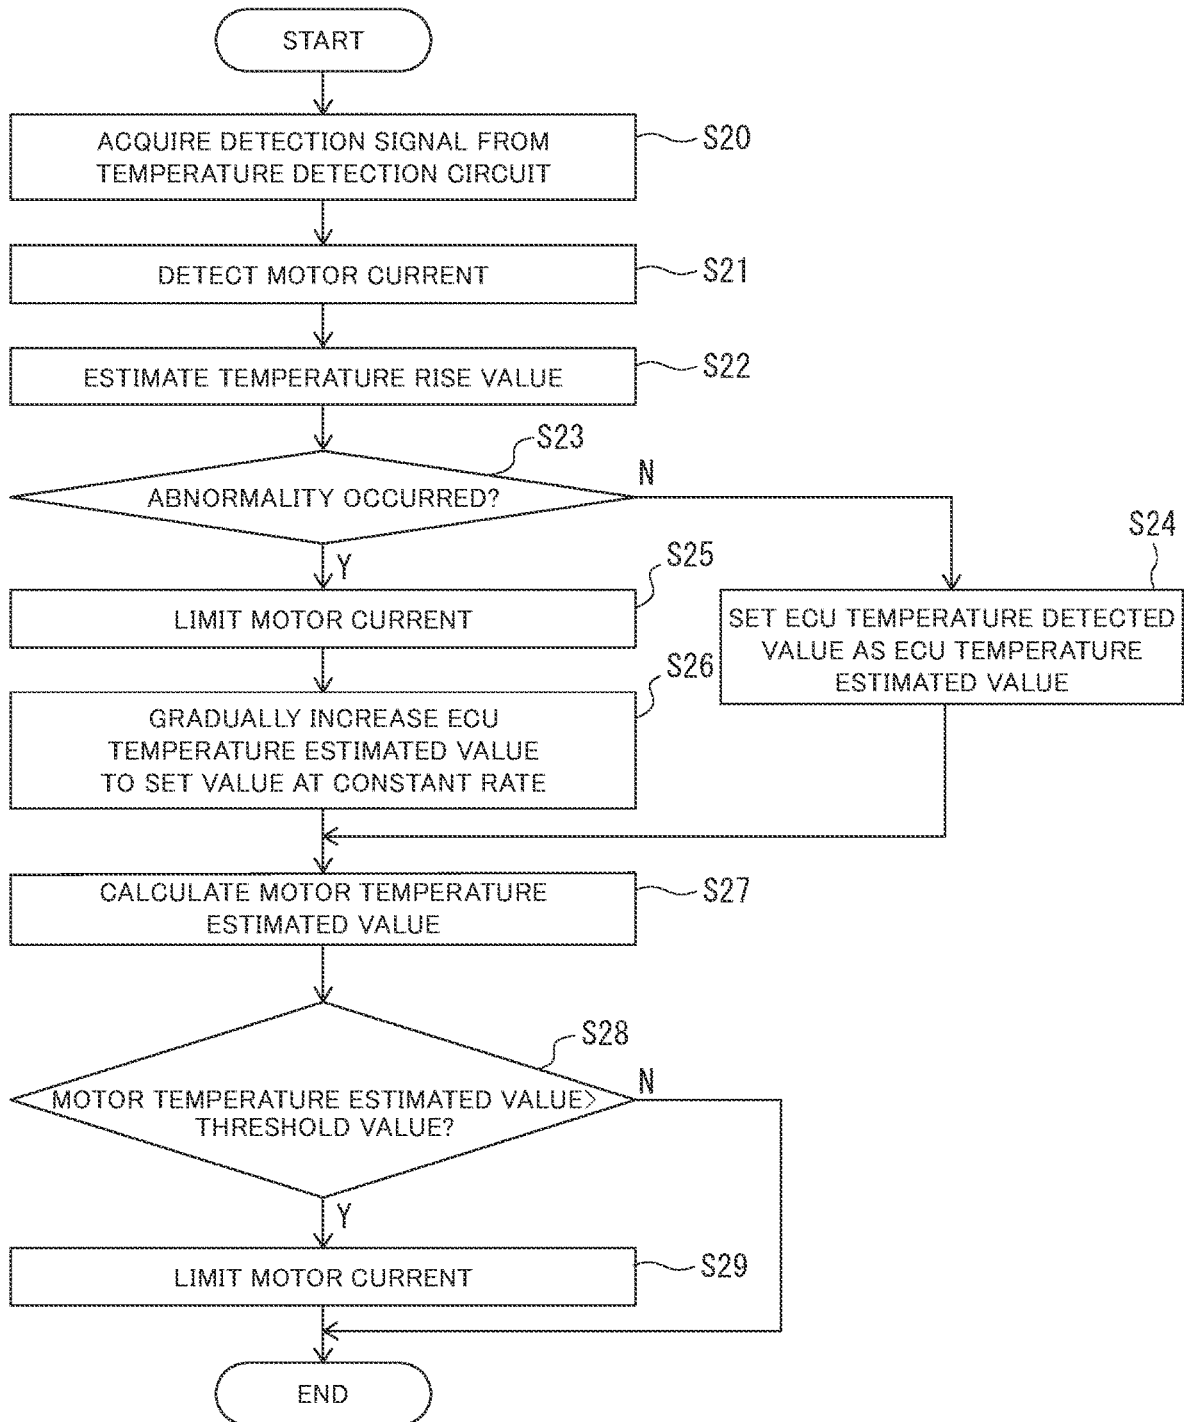 START
ACQUIRE DETECTION SIGNAL FROM
TEMPERATURE DETECTION CIRCUIT
S20
DETECT MOTOR CURRENT
S21
ESTIMATE TEMPERATURE RISE VALUE
S22
ABNORMALITY OCCURRED?
S23
N
Y
SET ECU TEMPERATURE DETECTED
VALUE AS ECU TEMPERATURE
ESTIMATED VALUE
S24
LIMIT MOTOR CURRENT
S25
GRADUALLY INCREASE ECU
TEMPERATURE ESTIMATED VALUE
TO SET VALUE AT CONSTANT RATE
S26
CALCULATE MOTOR TEMPERATURE
ESTIMATED VALUE
S27
MOTOR TEMPERATURE ESTIMATED VALUE>
THRESHOLD VALUE?
S28
N
Y
LIMIT MOTOR CURRENT
S29
END